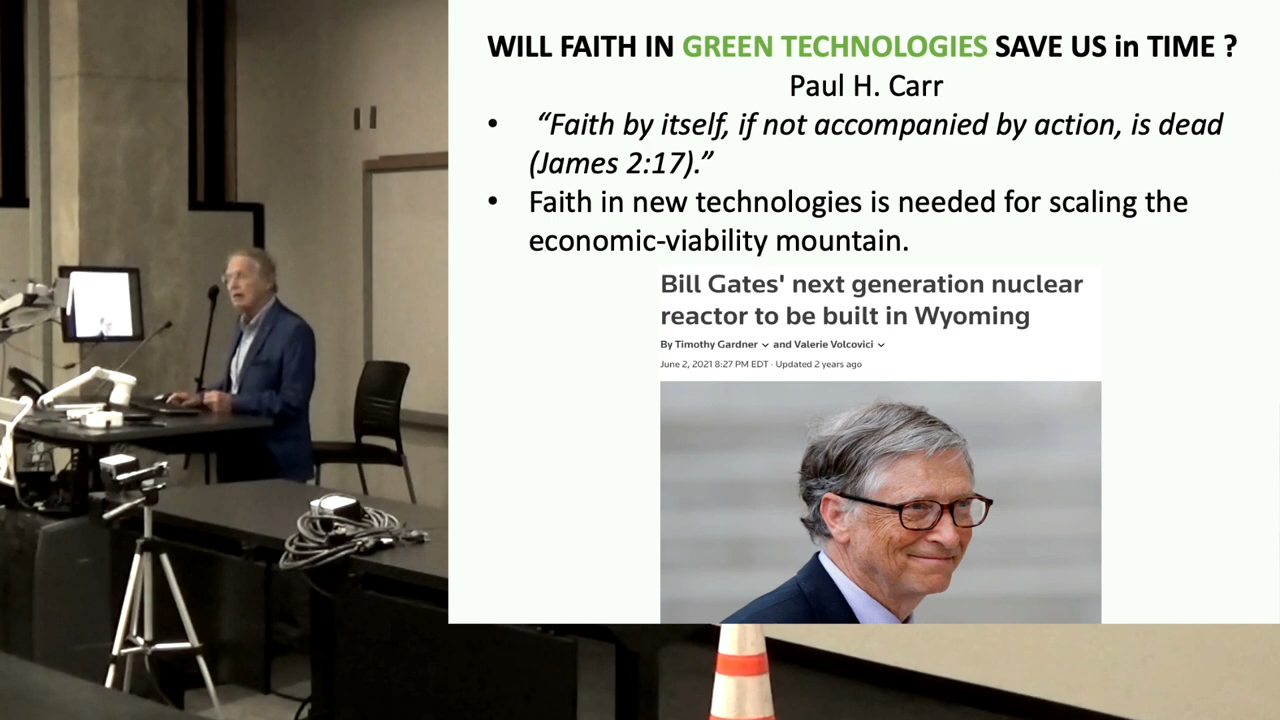 WILL FAITH IN GREEN TECHNOLOGIES SAVE US in TIME ?
Paul H. Carr
• “Faith by itself, if not accompanied by action, is dead
(James 2:17).”
• Faith in new technologies is needed for scaling the
economic-viability mountain.
Bill Gates' next generation nuclear
reactor to be built in Wyoming
By Timothy Gardner and Valerie Volcovici
June 2, 2021 8:27 PM EDT · Updated 2 years ago